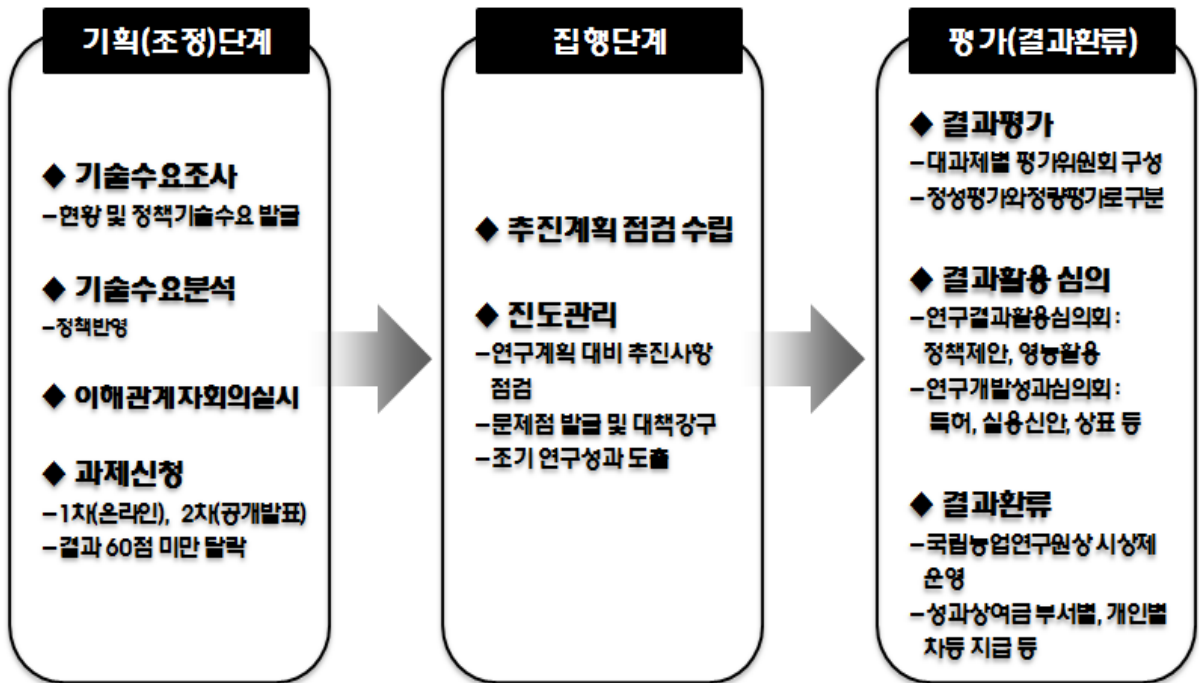 기획(조정)단계
◆ 기술수요조사
-현황 및 정책기술수요 발굴
◆ 기술수요분석
-정책반영
◆ 이해관계자회의실시
◆ 과제신청
-1차(온라인), 2차(공개발표)
-결과 60점 미만 탈락
집행단계
◆ 추진계획 점검 수립
◆ 진도관리
-연구계획 대비 추진사항
점검
-문제점 발굴 및 대책강구
-조기 연구성과 도출
평가(결과환류)
◆ 결과평가
-대과제별 평가위원회 구성
-정성평가와정량평가로구분
◆ 결과활용 심의
-연구결과활용심의회 :
정책제안, 영농활용
-연구개발성과심의회 :
특허, 실용신안, 상표 등
◆ 결과환류
-국립농업연구원상 시상제
운영
-성과상여금 부서별, 개인별
차등 지급 등